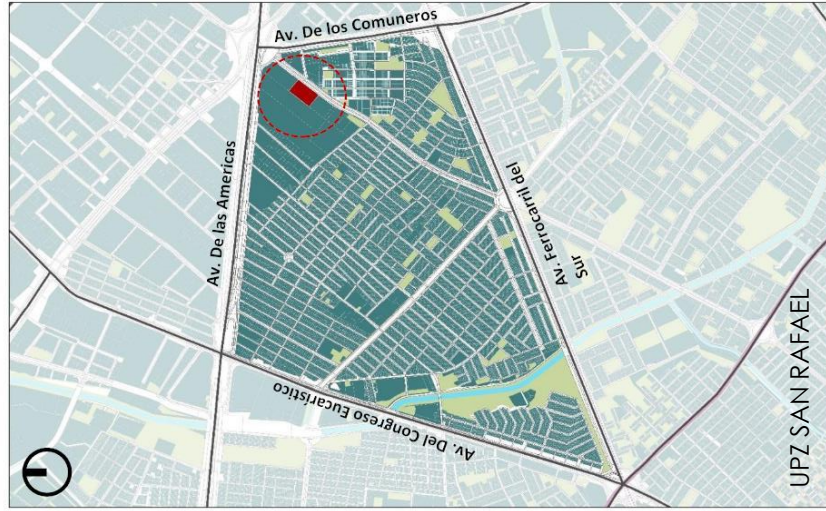 Av. De los Comuneros
Av. De las Americas
Av. Ferrocarril del
Sur
Av. Del Congreso Eucarístico
UPZ SAN RAFAEL